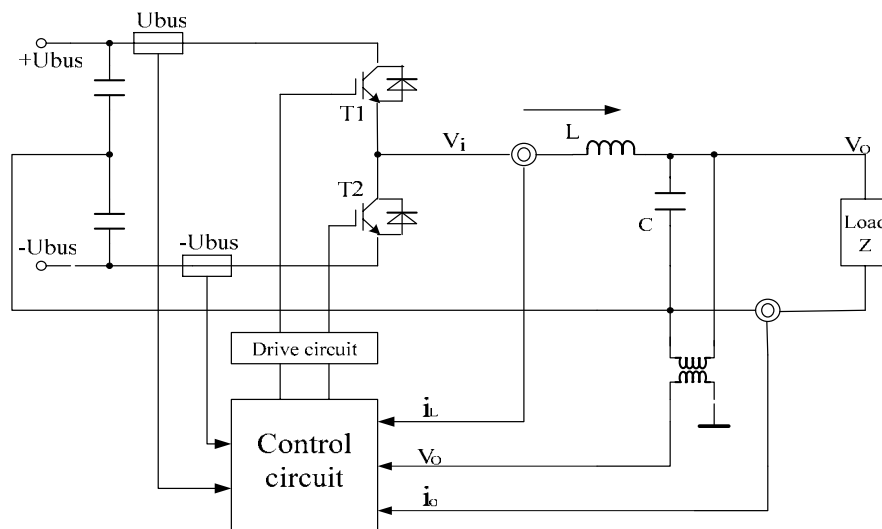 Ubus
+Ubus
T1
Vi
L
VO
T2
C
Load
Z
-Ubus
-Ubus
Drive circuit
Control
circuit
iL
VO
io